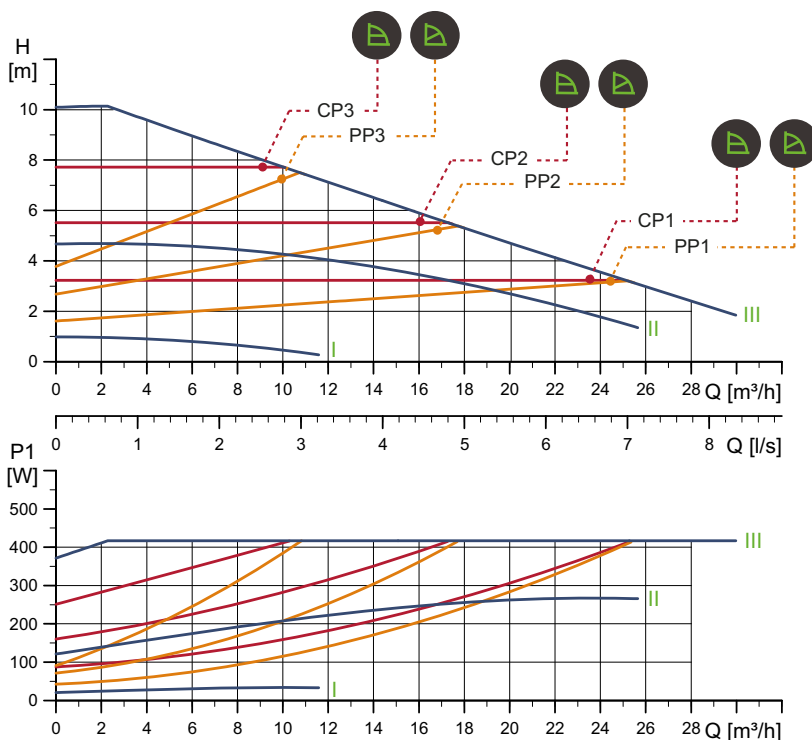 H
[m]
10
8
6
4
2
0
CP3
PP3
CP2
PP2
CP1
PP1
I
II
III
0 2 4 6 8 10 12 14 16 18 20 22 24 26 28 Q [m³/h]
0 1 2 3 4 5 6 7 8 Q [l/s]
P1
[W]
500
400
300
200
100
0
III
II
I
0 2 4 6 8 10 12 14 16 18 20 22 24 26 28 Q [m³/h]